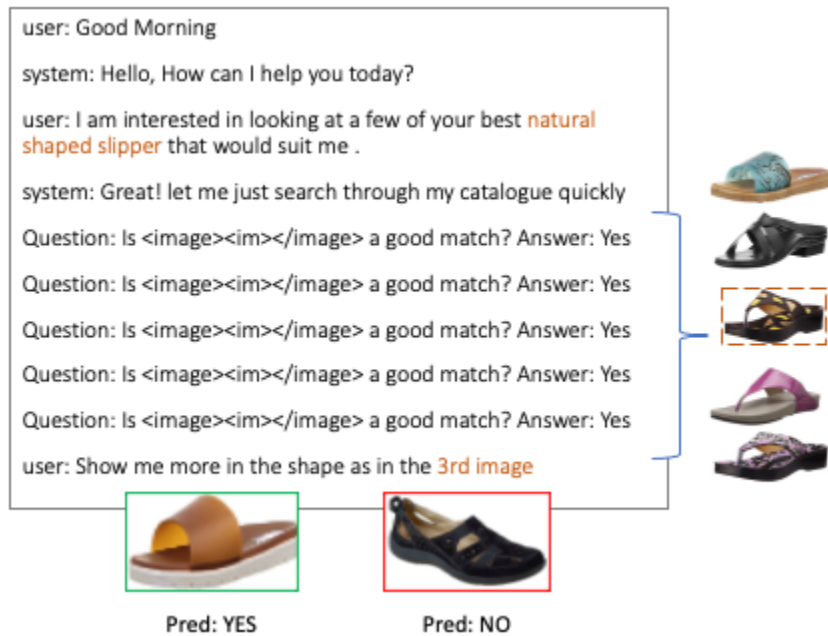 user: Good Morning
system: Hello, How can I help you today?
user: I am interested in looking at a few of your best natural
shaped slipper that would suit me .
system: Great! let me just search through my catalogue quickly
Question: Is <image><im></image> a good match? Answer: Yes
Question: Is <image><im></image> a good match? Answer: Yes
Question: Is <image><im></image> a good match? Answer: Yes
Question: Is <image><im></image> a good match? Answer: Yes
Question: Is <image><im></image> a good match? Answer: Yes
user: Show me more in the shape as in the 3rd image
Pred: YES
Pred: NO